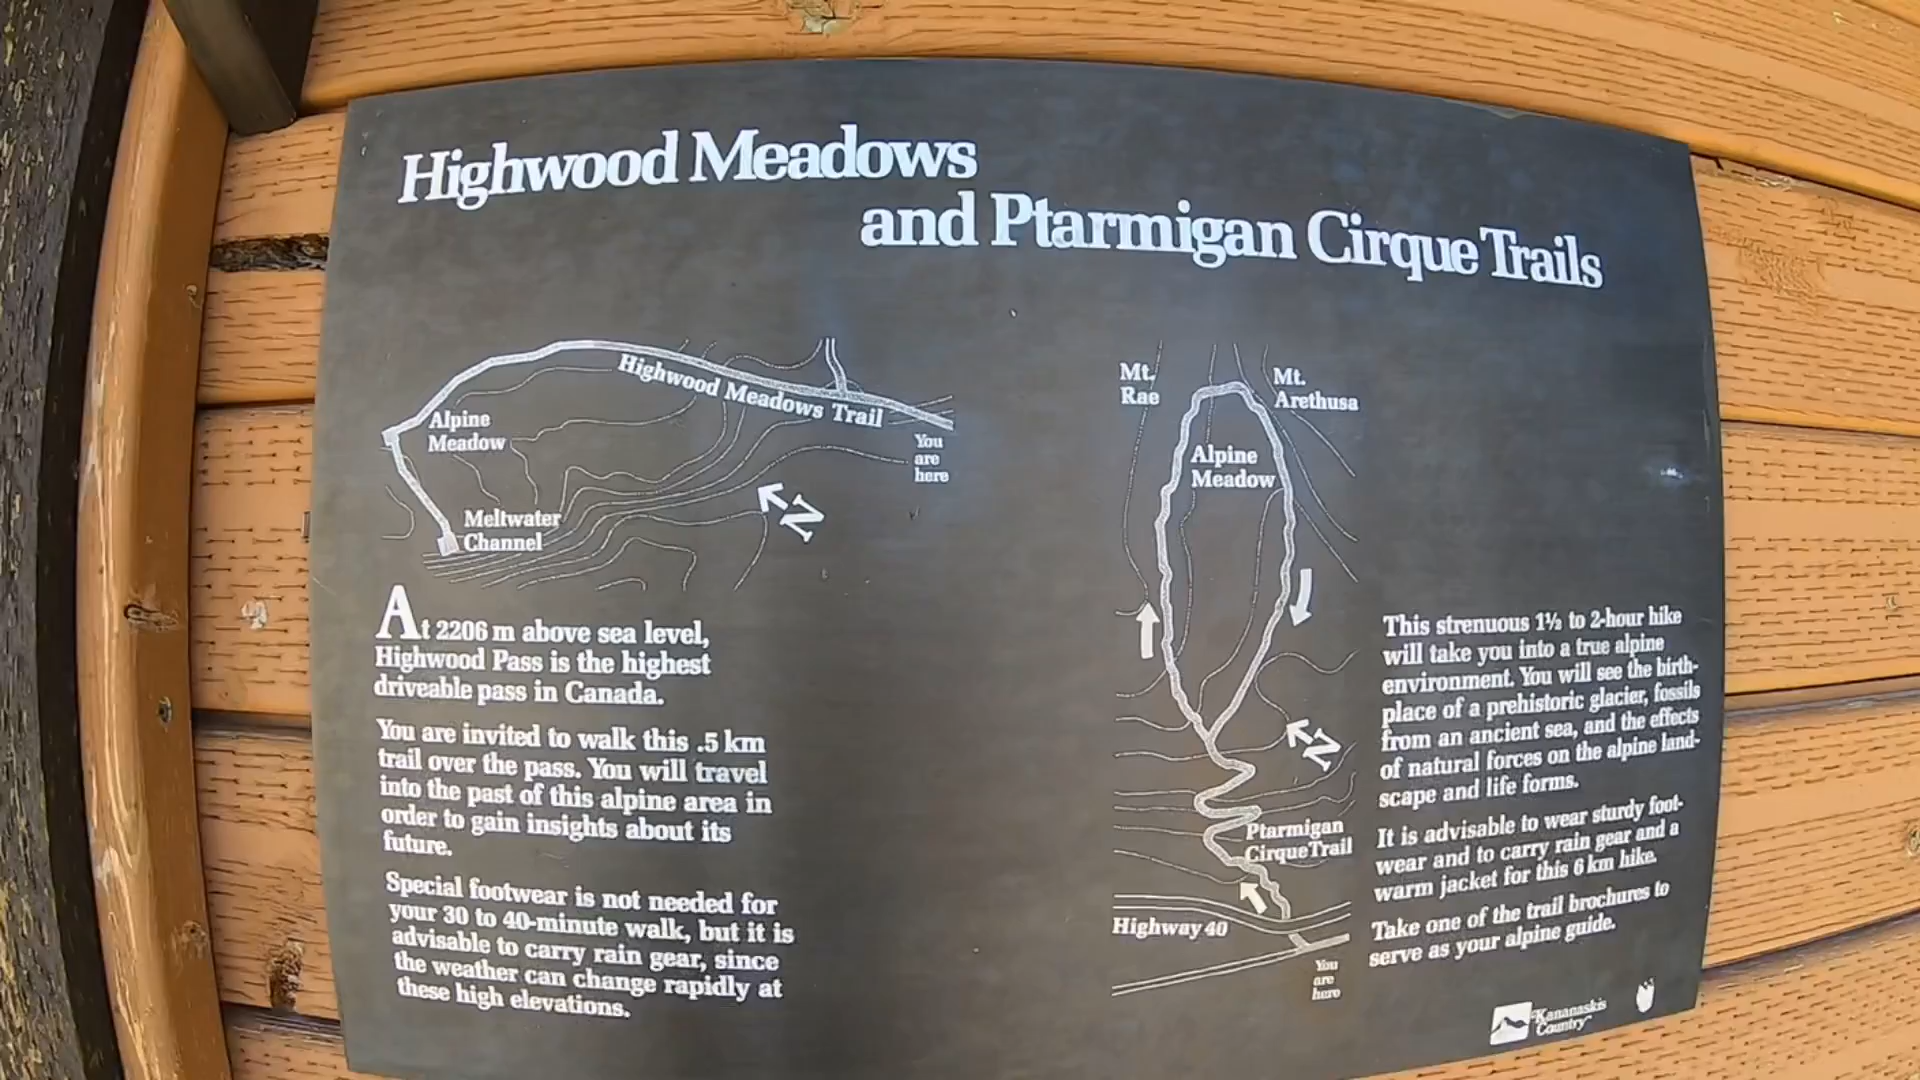 Highwood Meadows
and Ptarmigan Cirque Trails
Highwood Meadows Trail
Alpine
Meadow
You
are
here
N
Meltwater
Channel
At 2206 m above sea level,
Highwood Pass is the highest
driveable pass in Canada.
You are invited to walk this .5 km
trail over the pass. You will travel
into the past of this alpine area in
order to gain insights about its
future.
Special footwear is not needed for
your 30 to 40-minute walk, but it is
advisable to carry rain gear, since
the weather can change rapidly at
these high elevations.
Mt.
Rae
Mt.
Arethusa
Alpine
Meadow
N
Ptarmigan
Cirque Trail
Highway 40
You
are
here
This strenuous 1½ to 2-hour hike
will take you into a true alpine
environment. You will see the birth-
place of a prehistoric glacier, fossils
from an ancient sea, and the effects
of natural forces on the alpine land-
scape and life forms.
It is advisable to wear sturdy foot-
wear and to carry rain gear and a
warm jacket for this 6 km hike.
Take one of the trail brochures to
serve as your alpine guide.
Kananaskis
Country